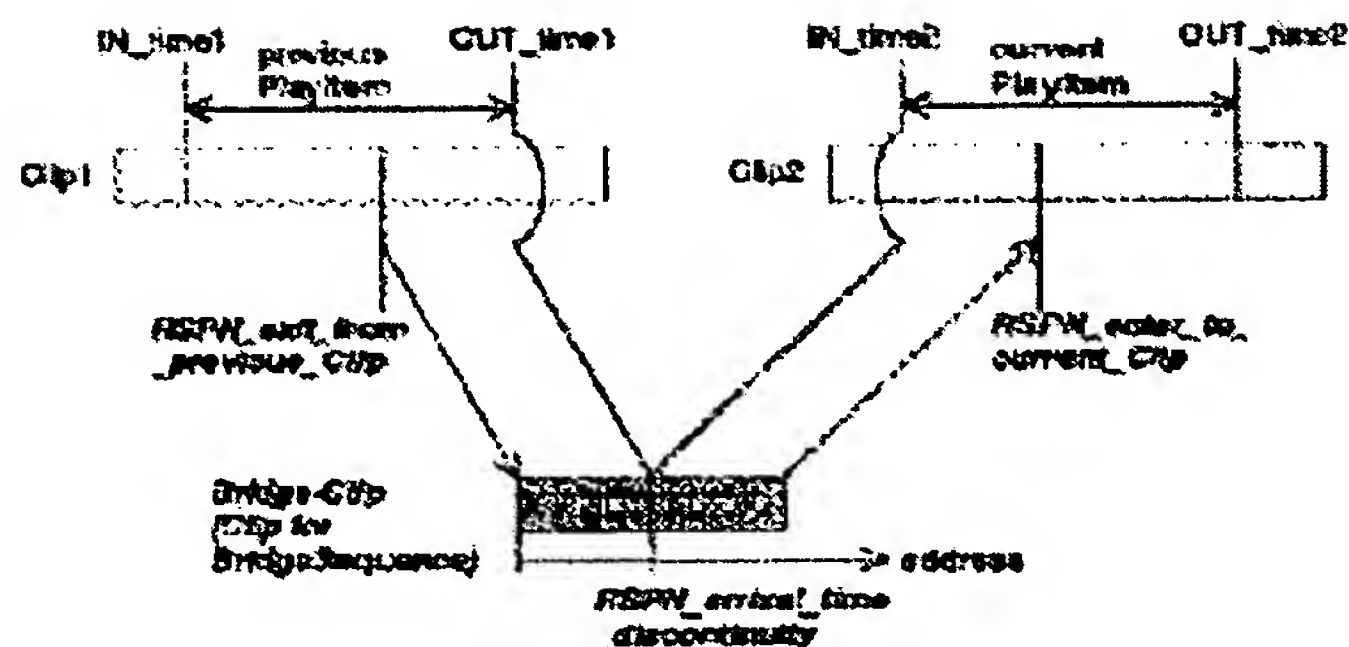 IN_time1
previous
PlayItem
OUT_time1
IN_time2
current
PlayItem
OUT_time2
Clip1
Clip2
RSPN_exit_from
_previous_Clip
RSPN_enter_to_
current_Clip
Bridge-Clip
(Clip for
BridgeSequence)
address
RSPN_arrival_time
discontinuity